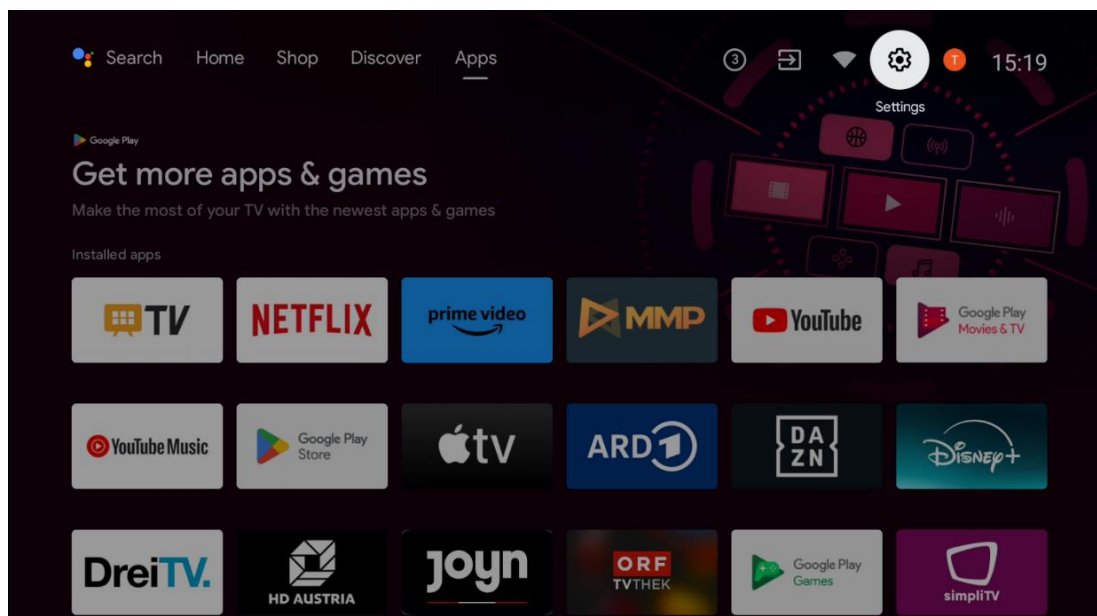 Search Home Shop Discover Apps 3 T 15:19
Settings
Google Play
Get more apps & games
Make the most of your TV with the newest apps & games
Installed apps
TV NETFLIX prime video MMP YouTube Google Play Movies & TV
YouTube Music Google Play Store tv ARD 1 DAZN Disney+
DreiTV. HD AUSTRIA joyn ORF TVTHEK Google Play Games simpliTV